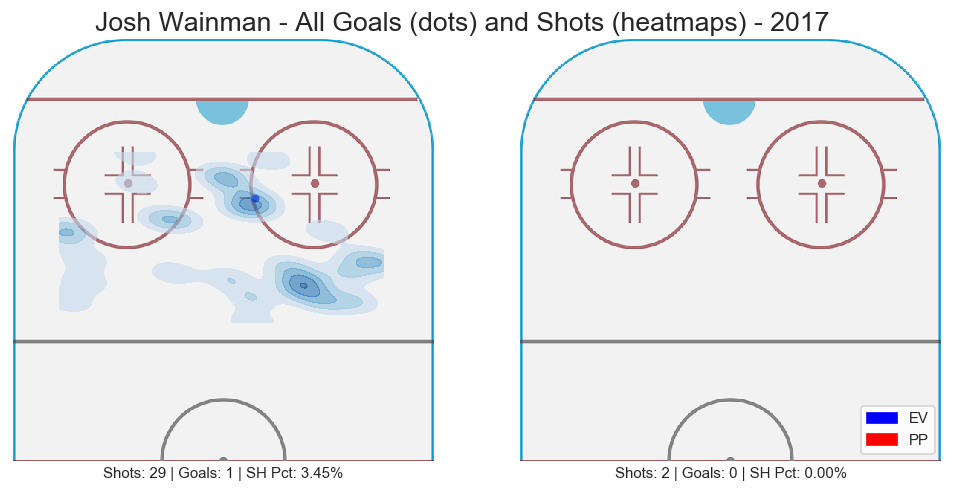 Josh Wainman - All Goals (dots) and Shots (heatmaps) - 2017
EV
PP
Shots: 29 | Goals: 1 | SH Pct: 3.45%
Shots: 2 | Goals: 0 | SH Pct: 0.00%